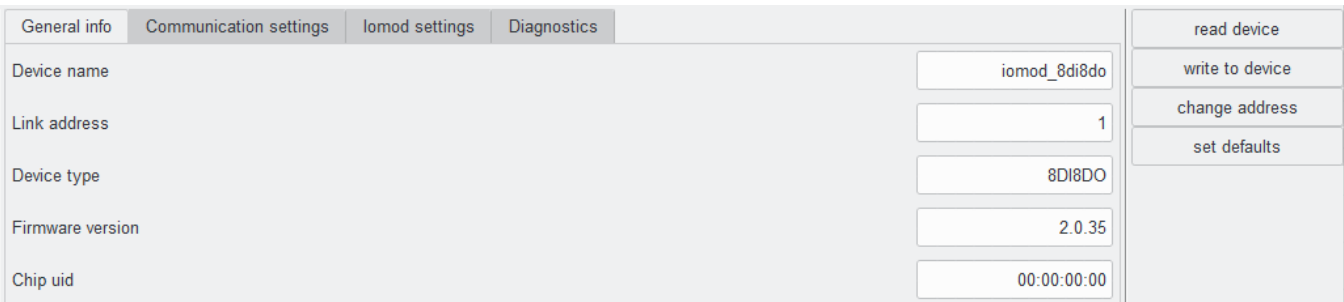 General info Communication settings Iomod settings Diagnostics
Device name iomod_8di8do
Link address 1
Device type 8DI8DO
Firmware version 2.0.35
Chip uid 00:00:00:00
read device
write to device
change address
set defaults